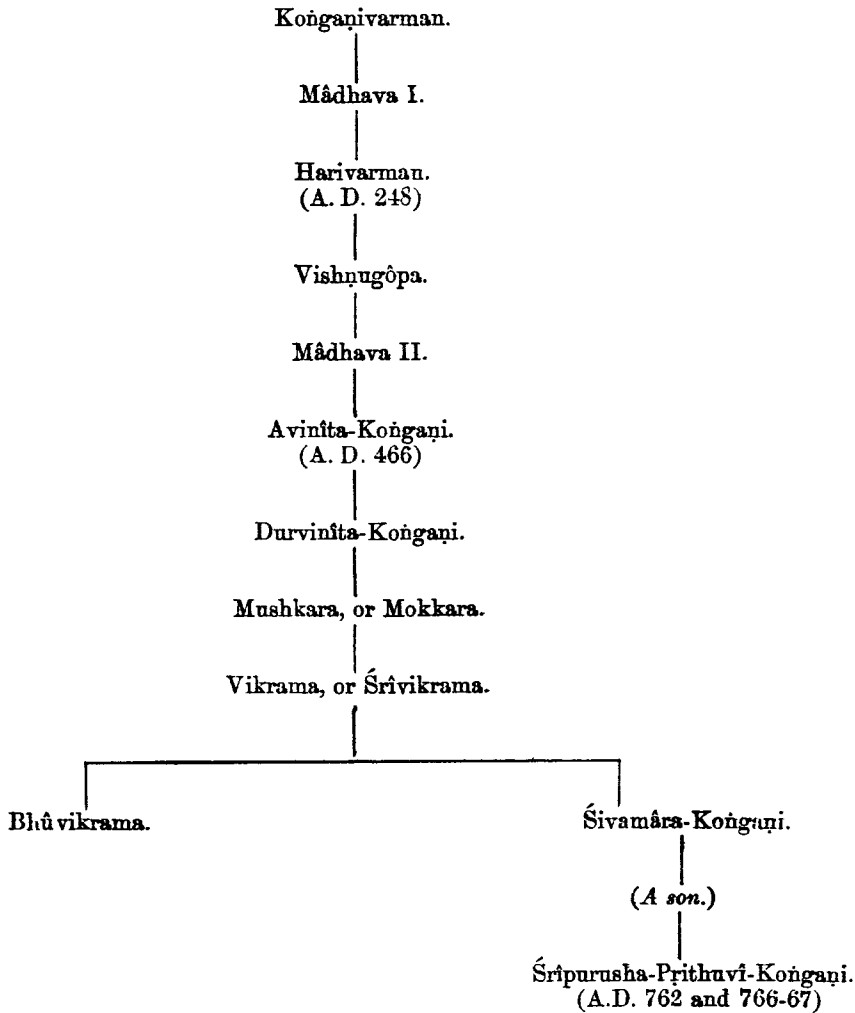 Koṅgaṇivarman.
Mâdhava I.
Harivarman.
(A. D. 248)
Vishṇugôpa.
Mâdhava II.
Avinîta-Koṅgaṇi.
(A. D. 466)
Durvinîta-Koṅgaṇi.
Mushkara, or Mokkara.
Vikrama, or Śrîvikrama.
Bhûvikrama.
Śivamâra-Koṅgaṇi.
(A son.)
Śrîpurusha-Pṛithuvî-Koṅgaṇi.
(A.D. 762 and 766-67)